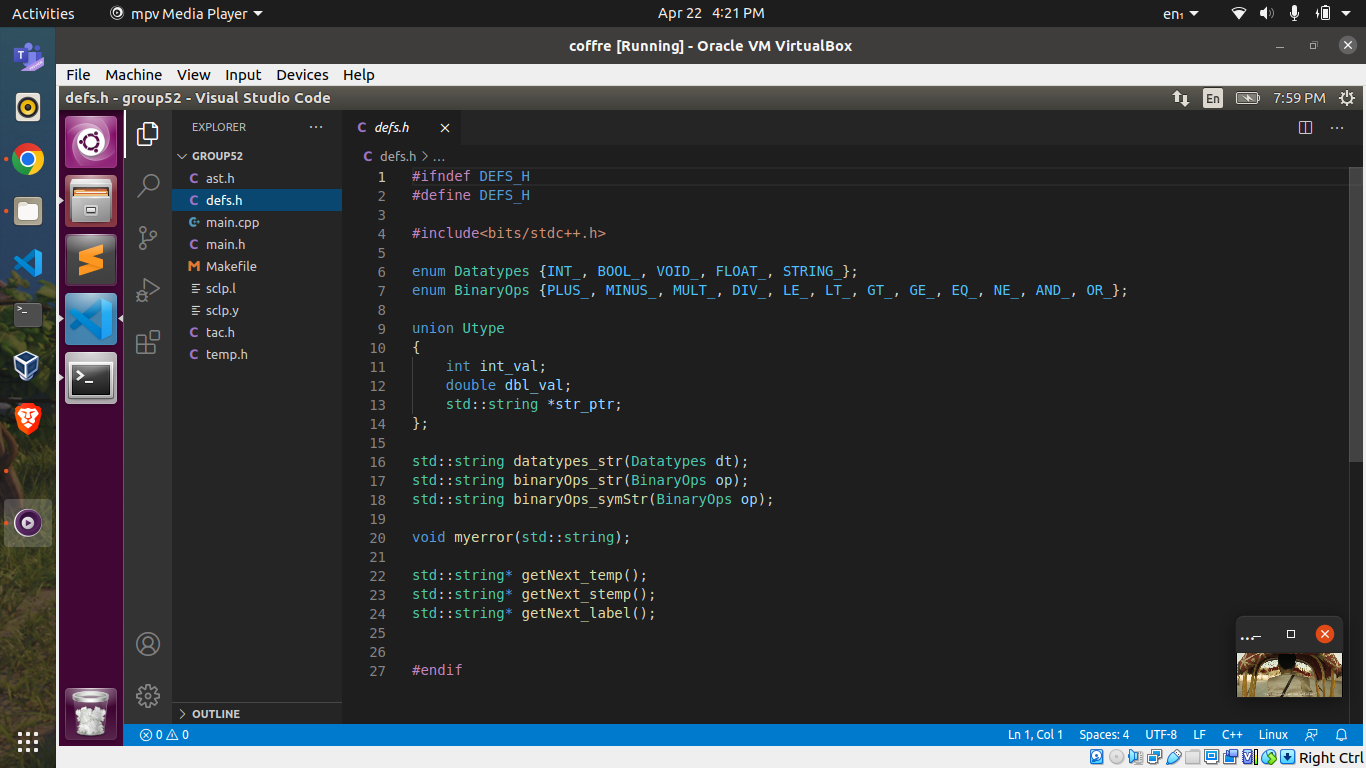 Activities mpv Media Player Apr 22 4:21 PM en₁
coffre [Running] - Oracle VM VirtualBox
File Machine View Input Devices Help
defs.h - group52 - Visual Studio Code En 7:59 PM
EXPLORER ...
GROUP52
C ast.h
C defs.h
main.cpp
C main.h
M Makefile
sclp.l
sclp.y
C tac.h
C temp.h
OUTLINE
C defs.h
C defs.h > ...
1 #ifndef DEFS_H
2 #define DEFS_H
3
4 #include<bits/stdc++.h>
5
6 enum Datatypes {INT_, BOOL_, VOID_, FLOAT_, STRING_};
7 enum BinaryOps {PLUS_, MINUS_, MULT_, DIV_, LE_, LT_, GT_, GE_, EQ_, NE_, AND_, OR_};
8
9 union Utype
10 {
11 int int_val;
12 double dbl_val;
13 std::string *str_ptr;
14 };
15
16 std::string datatypes_str(Datatypes dt);
17 std::string binaryOps_str(BinaryOps op);
18 std::string binaryOps_symStr(BinaryOps op);
19
20 void myerror(std::string);
21
22 std::string* getNext_temp();
23 std::string* getNext_stemp();
24 std::string* getNext_label();
25
26
27 #endif
...
0 0 Ln 1, Col 1 Spaces: 4 UTF-8 LF C++ Linux
Right Ctrl